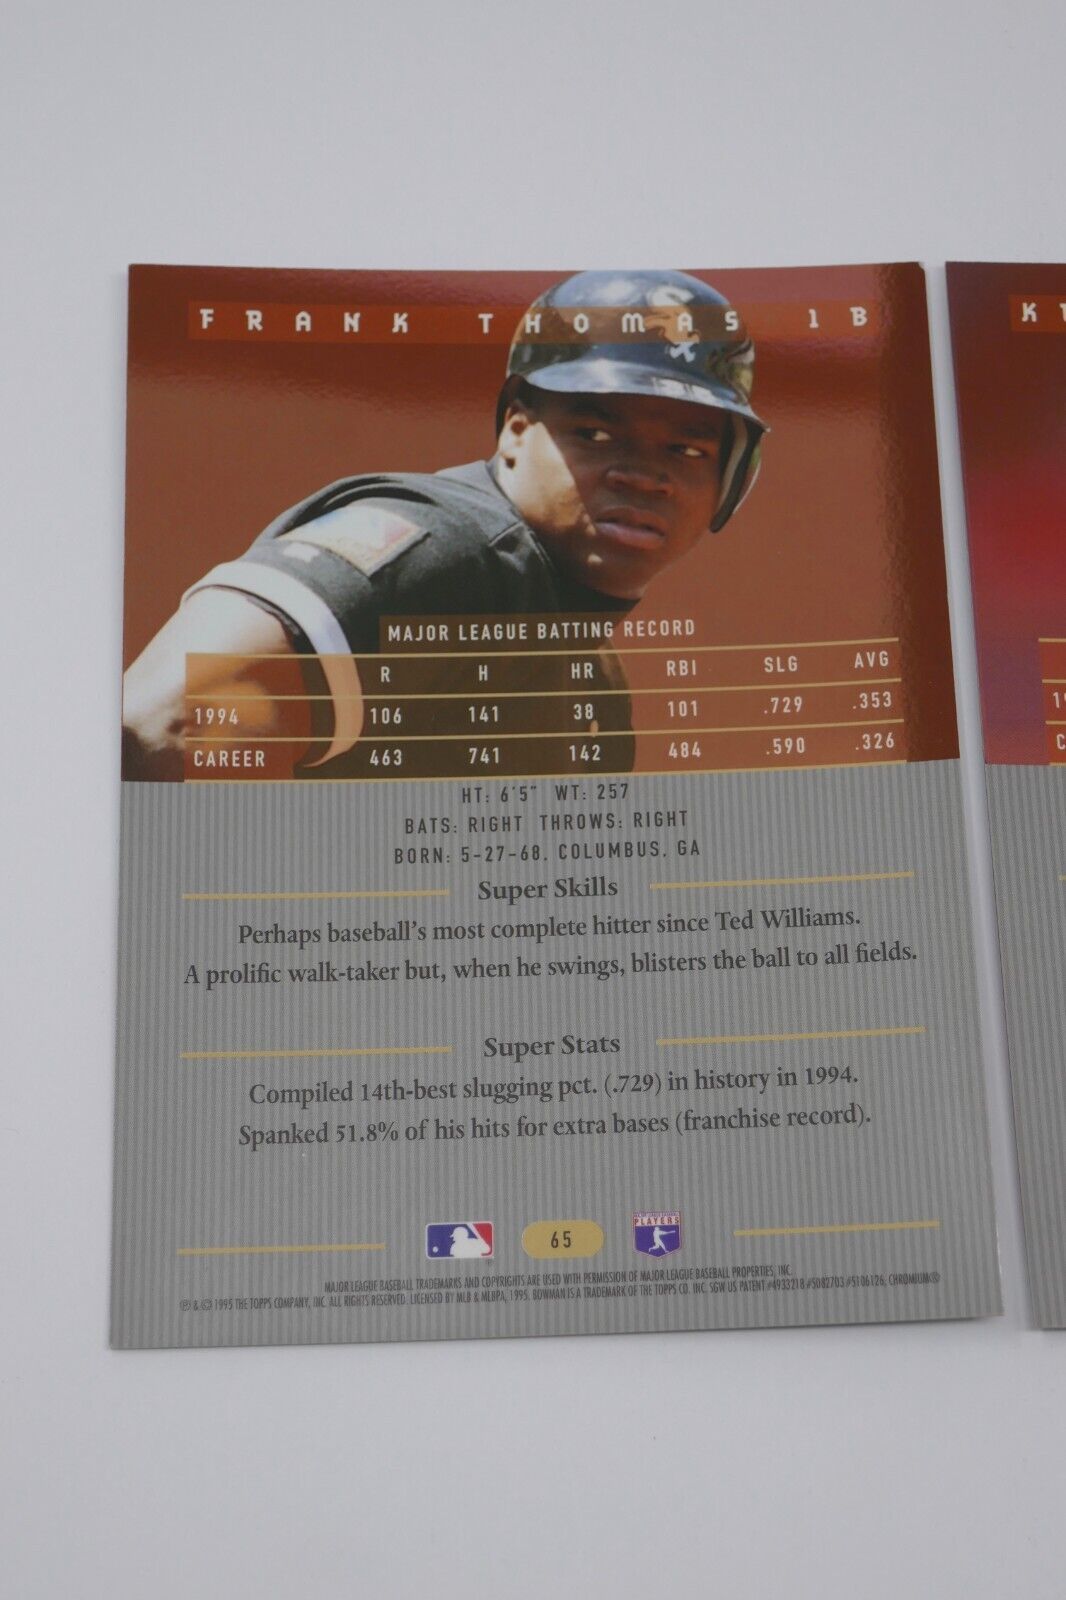 FRANK THOMAS 1B
MAJOR LEAGUE BATTING RECORD
R H HR RBI SLG AVG
1994 106 141 38 101 .729 .353
CAREER 463 741 142 484 .590 .326
HT: 6'5" WT: 257
BATS: RIGHT THROWS: RIGHT
BORN: 5-27-68, COLUMBUS, GA
Super Skills
Perhaps baseball's most complete hitter since Ted Williams.
A prolific walk-taker but, when he swings, blisters the ball to all fields.
Super Stats
Compiled 14th-best slugging pct. (.729) in history in 1994.
Spanked 51.8% of his hits for extra bases (franchise record).
65
PLAYERS
MAJOR LEAGUE BASEBALL TRADEMARKS AND COPYRIGHTS ARE USED WITH PERMISSION OF MAJOR LEAGUE BASEBALL PROPERTIES, INC.
℗ & © 1995 THE TOPPS COMPANY, INC. ALL RIGHTS RESERVED. LICENSED BY MLB & MLBPA, 1995. BOWMAN IS A TRADEMARK OF THE TOPPS CO. INC. SGW US PATENT #4933218 #5082703 #5106126, CHROMIUM®
K